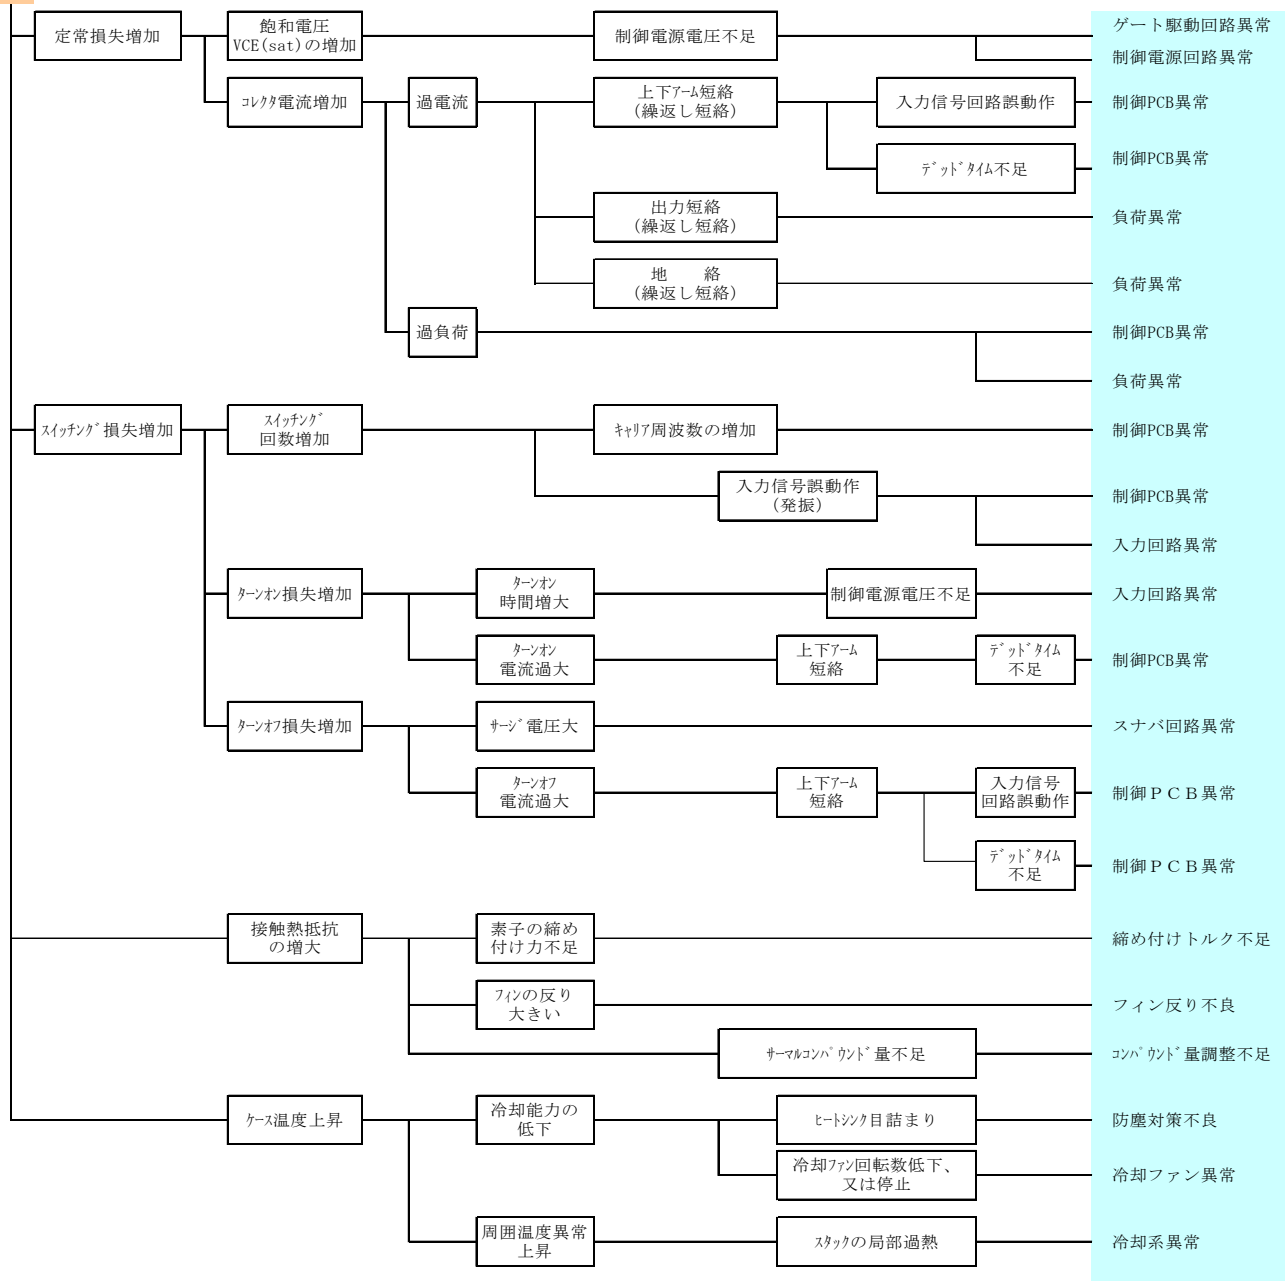 定常損失増加
飽和電圧
VCE(sat)の増加
制御電源電圧不足
ゲート駆動回路異常
制御電源回路異常
ｺﾚｸﾀ電流増加
過電流
上下ｱｰﾑ短絡
(繰返し短絡)
入力信号回路誤動作
制御PCB異常
ﾃﾞｯﾄﾞﾀｲﾑ不足
制御PCB異常
出力短絡
(繰返し短絡)
負荷異常
地　　絡
(繰返し短絡)
負荷異常
過負荷
制御PCB異常
負荷異常
ｽｲｯﾁﾝｸﾞ損失増加
ｽｲｯﾁﾝｸﾞ
回数増加
ｷｬﾘｱ周波数の増加
制御PCB異常
入力信号誤動作
(発振)
制御PCB異常
入力回路異常
ﾀｰﾝｵﾝ損失増加
ﾀｰﾝｵﾝ
時間増大
制御電源電圧不足
入力回路異常
ﾀｰﾝｵﾝ
電流過大
上下ｱｰﾑ
短絡
ﾃﾞｯﾄﾞﾀｲﾑ
不足
制御PCB異常
ﾀｰﾝｵﾌ損失増加
ｻｰｼﾞ電圧大
スナバ回路異常
ﾀｰﾝｵﾌ
電流過大
上下ｱｰﾑ
短絡
入力信号
回路誤動作
制御ＰＣＢ異常
ﾃﾞｯﾄﾞﾀｲﾑ
不足
制御ＰＣＢ異常
接触熱抵抗
の増大
素子の締め
付け力不足
締め付けトルク不足
ﾌｨﾝの反り
大きい
フィン反り不良
ｻｰﾏﾙｺﾝﾊﾟｳﾝﾄﾞ量不足
ｺﾝﾊﾟｳﾝﾄﾞ量調整不足
ｹｰｽ温度上昇
冷却能力の
低下
ﾋｰﾄｼﾝｸ目詰まり
防塵対策不良
冷却ﾌｧﾝ回転数低下、
又は停止
冷却ファン異常
周囲温度異常
上昇
ｽﾀｯｸの局部過熱
冷却系異常